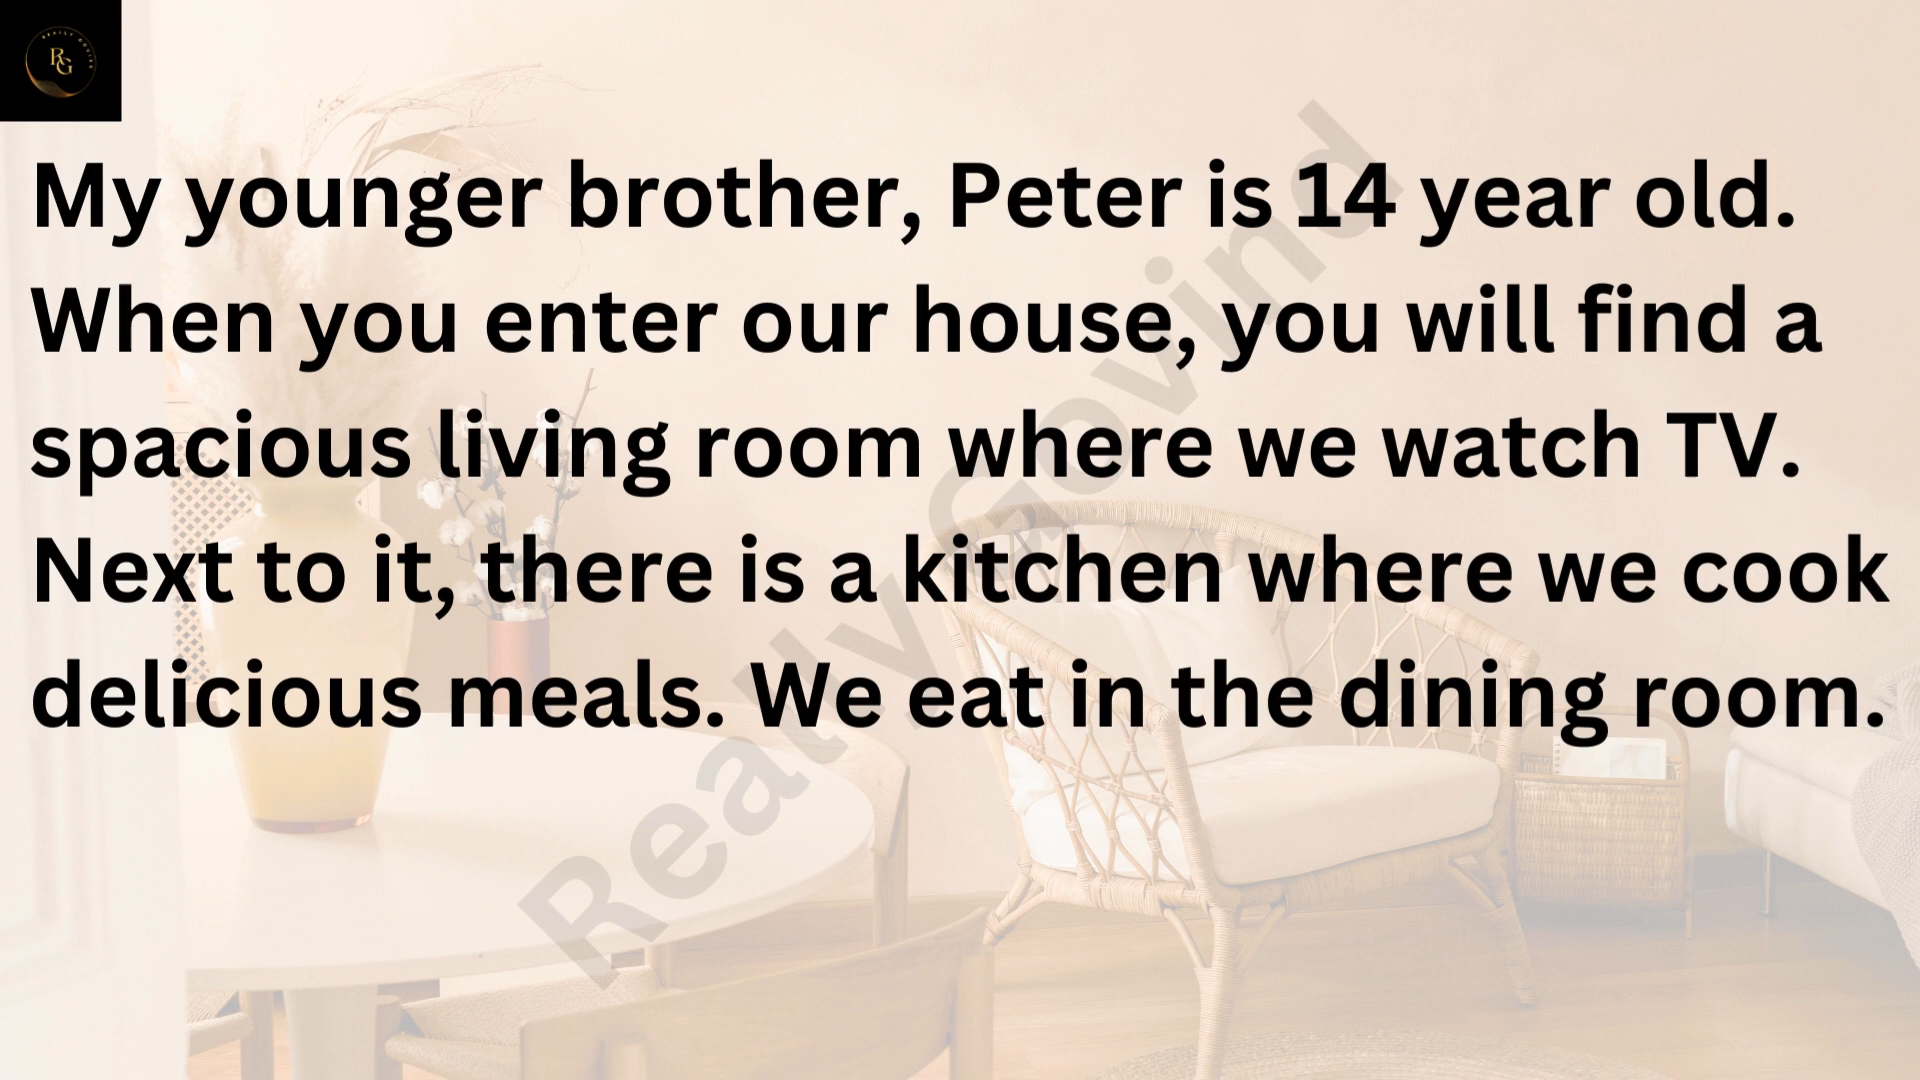 RG
My younger brother, Peter is 14 year old.
When you enter our house, you will find a
spacious living room where we watch TV.
Next to it, there is a kitchen where we cook
delicious meals. We eat in the dining room.
ReallyGovind